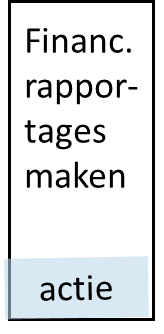 Financ.
rappor-
tages
maken
actie